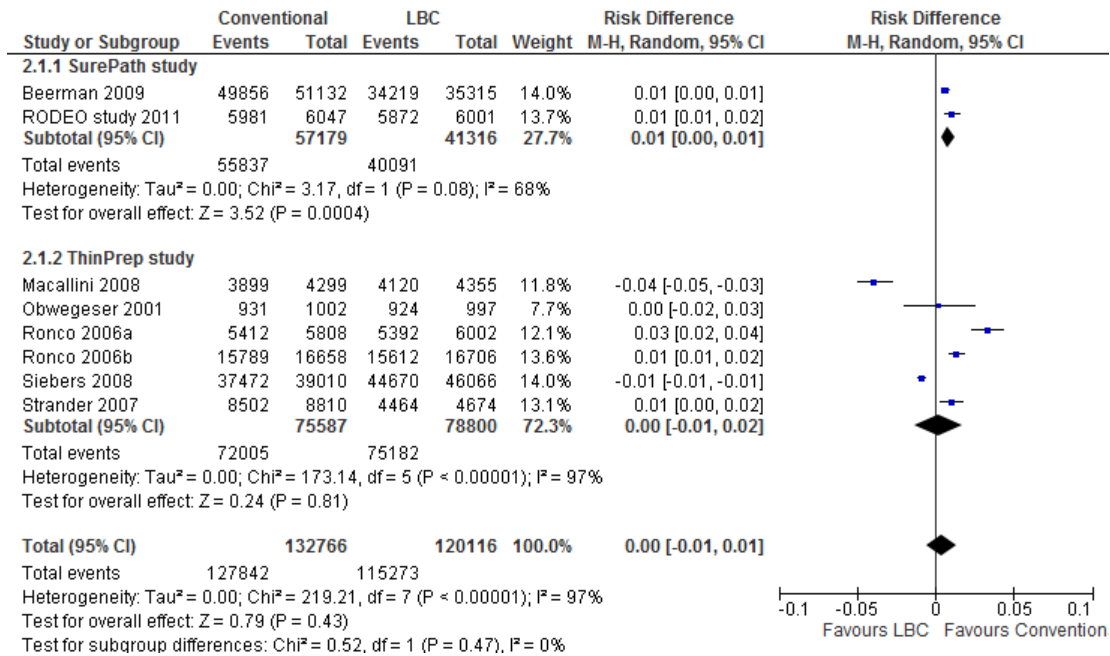 Conventional LBC Risk Difference Risk Difference
Study or Subgroup Events Total Events Total Weight M-H, Random, 95% CI M-H, Random, 95% CI
2.1.1 SurePath study
Beerman 2009 49856 51132 34219 35315 14.0% 0.01 [0.00, 0.01]
RODEO study 2011 5981 6047 5872 6001 13.7% 0.01 [0.01, 0.02]
Subtotal (95% CI) 57179 41316 27.7% 0.01 [0.00, 0.01]
Total events 55837 40091
Heterogeneity: Tau² = 0.00; Chi² = 3.17, df = 1 (P = 0.08); I² = 68%
Test for overall effect: Z = 3.52 (P = 0.0004)
2.1.2 ThinPrep study
Macallini 2008 3899 4299 4120 4355 11.8% -0.04 [-0.05, -0.03]
Obwegeser 2001 931 1002 924 997 7.7% 0.00 [-0.02, 0.03]
Ronco 2006a 5412 5808 5392 6002 12.1% 0.03 [0.02, 0.04]
Ronco 2006b 15789 16658 15612 16706 13.6% 0.01 [0.01, 0.02]
Siebers 2008 37472 39010 44670 46066 14.0% -0.01 [-0.01, -0.01]
Strander 2007 8502 8810 4464 4674 13.1% 0.01 [0.00, 0.02]
Subtotal (95% CI) 75587 78800 72.3% 0.00 [-0.01, 0.02]
Total events 72005 75182
Heterogeneity: Tau² = 0.00; Chi² = 173.14, df = 5 (P < 0.00001); I² = 97%
Test for overall effect: Z = 0.24 (P = 0.81)
Total (95% CI) 132766 120116 100.0% 0.00 [-0.01, 0.01]
Total events 127842 115273
Heterogeneity: Tau² = 0.00; Chi² = 219.21, df = 7 (P < 0.00001); I² = 97%
Test for overall effect: Z = 0.79 (P = 0.43)
Test for subgroup differences: Chi² = 0.52, df = 1 (P = 0.47), I² = 0%
-0.1 -0.05 0 0.05 0.1
Favours LBC Favours Convention